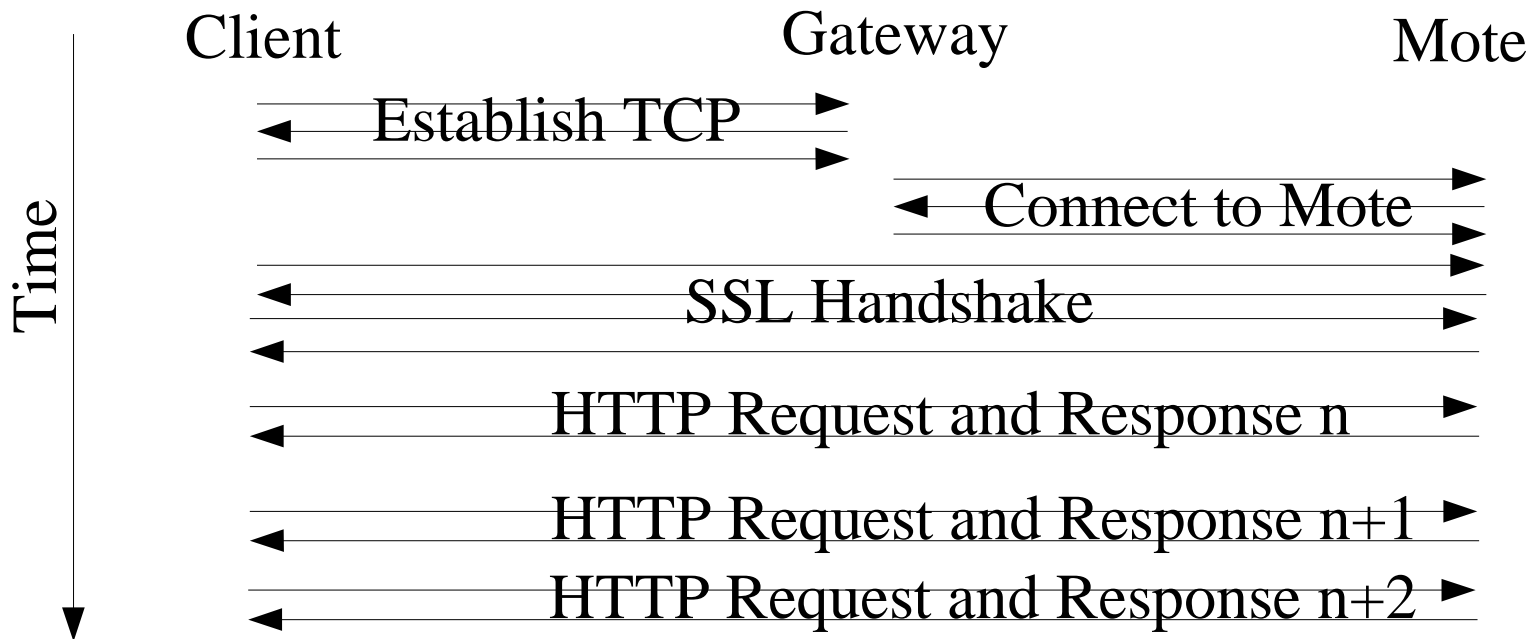 Client
Gateway
Mote
Establish TCP
Connect to Mote
Time
SSL Handshake
HTTP Request and Response n
HTTP Request and Response n+1
HTTP Request and Response n+2